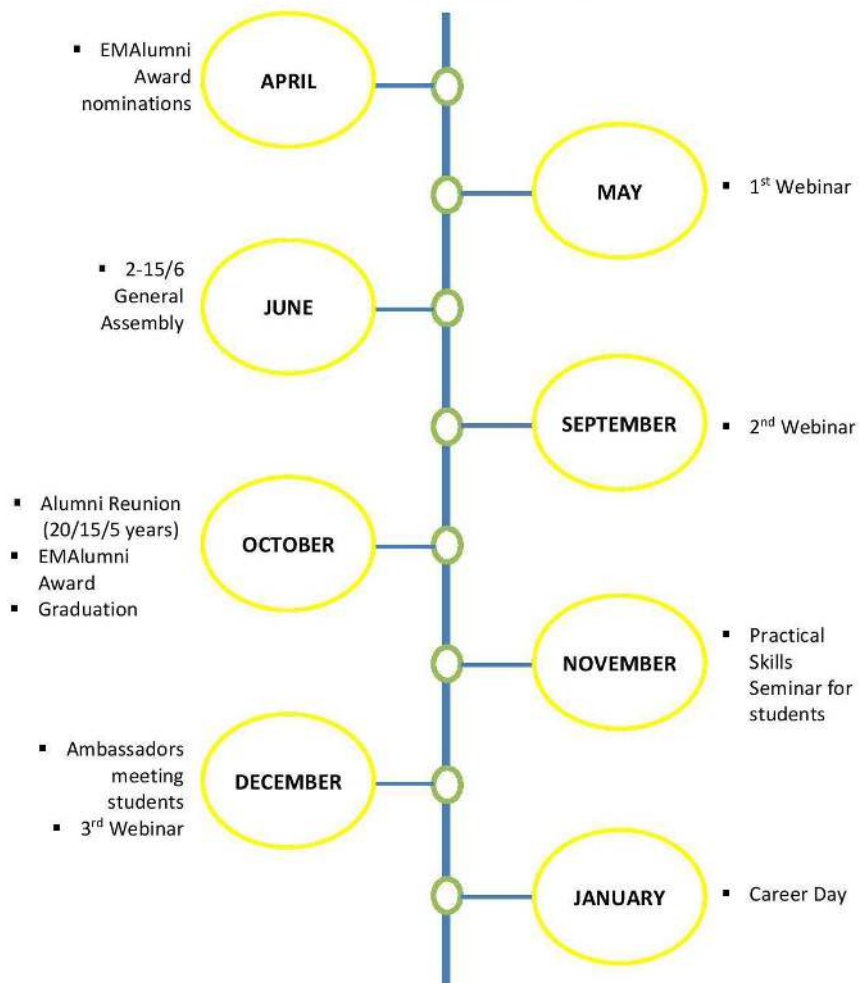 ▪ EMAlumni
Award
nominations
APRIL
MAY
▪ 1st Webinar
▪ 2-15/6
General
Assembly
JUNE
SEPTEMBER
▪ 2nd Webinar
▪ Alumni Reunion
(20/15/5 years)
▪ EMAlumni
Award
▪ Graduation
OCTOBER
NOVEMBER
▪ Practical
Skills
Seminar for
students
▪ Ambassadors
meeting
students
▪ 3rd Webinar
DECEMBER
JANUARY
▪ Career Day